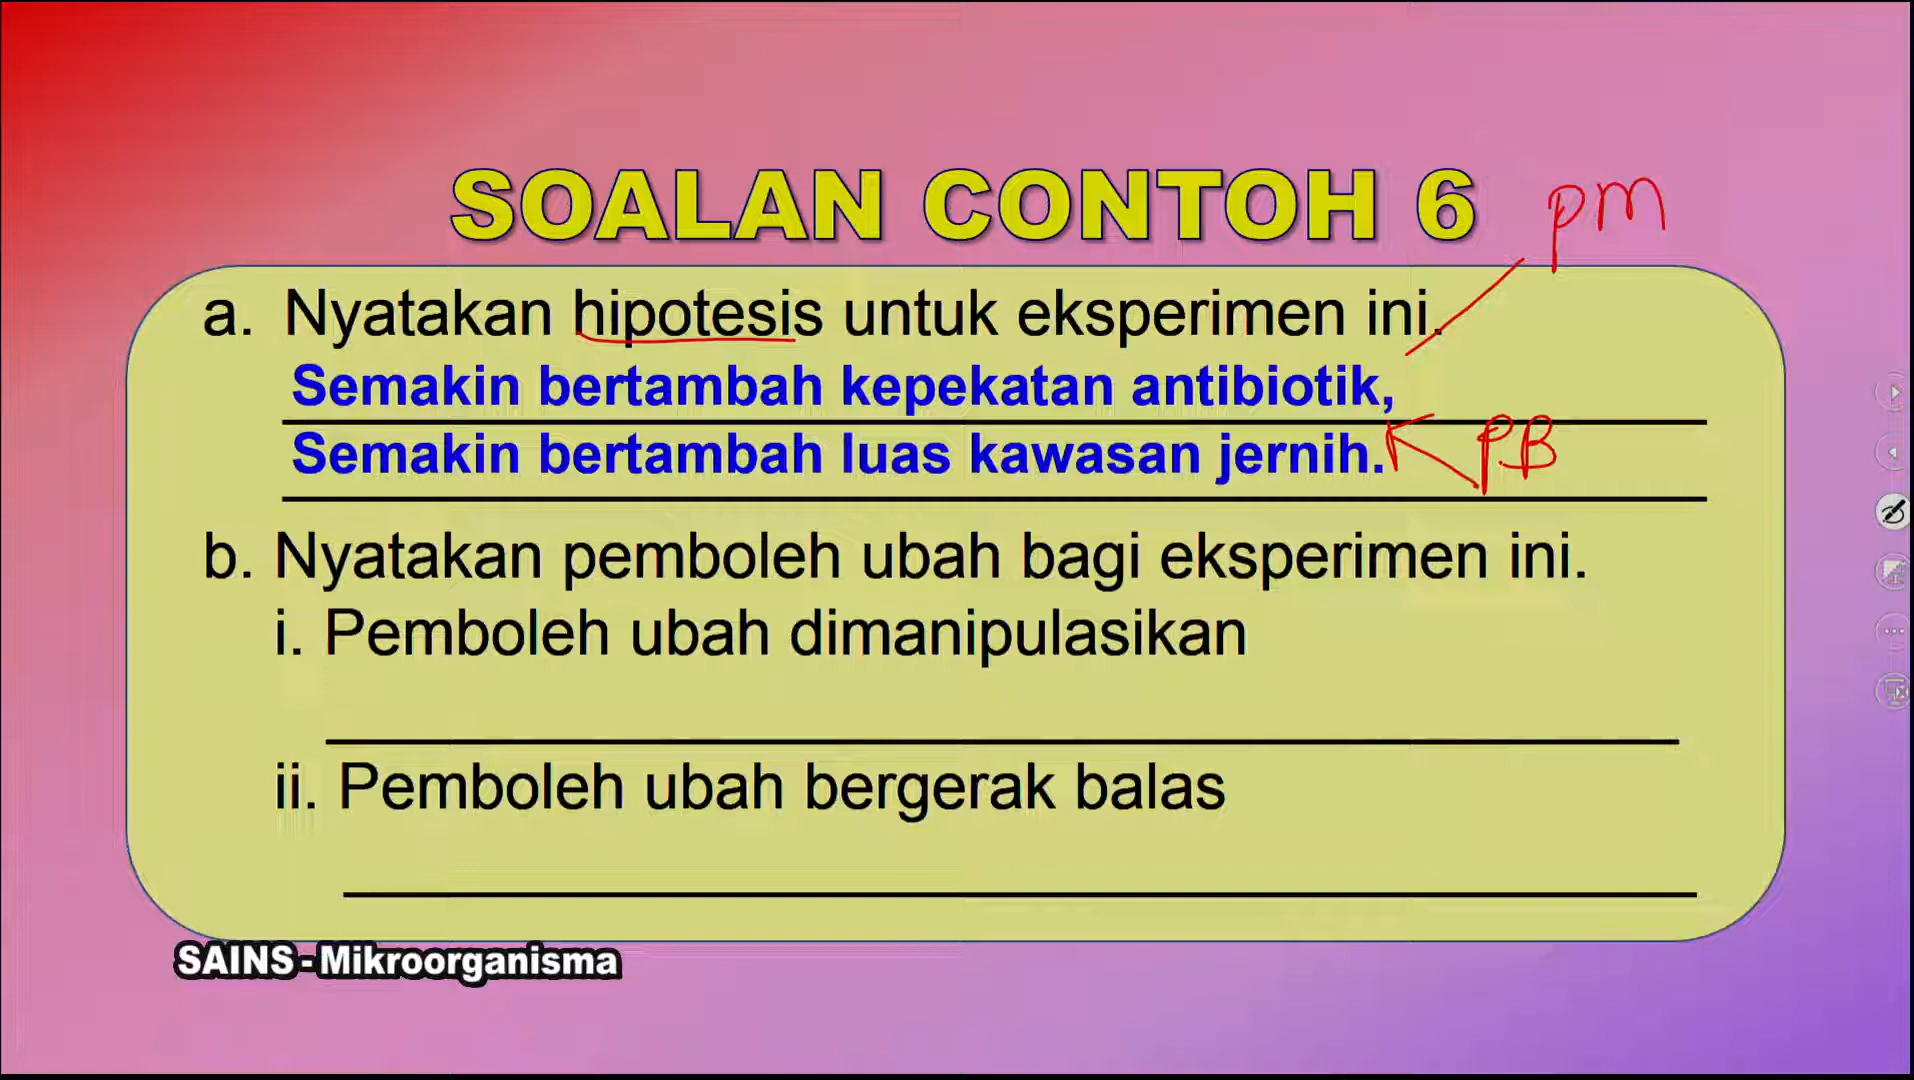 SOALAN CONTOH 6
pm
a. Nyatakan hipotesis untuk eksperimen ini.
Semakin bertambah kepekatan antibiotik,
Semakin bertambah luas kawasan jernih.
PB
b. Nyatakan pemboleh ubah bagi eksperimen ini.
i. Pemboleh ubah dimanipulasikan
ii. Pemboleh ubah bergerak balas
SAINS - Mikroorganisma